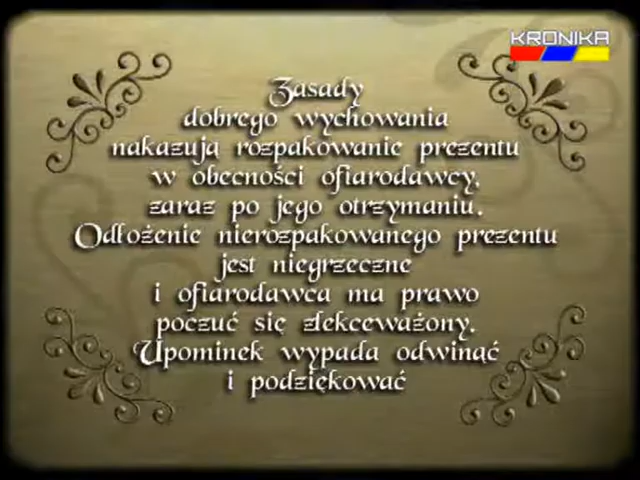 KRONIKA
Zasady
dobrego wychowania
nakazują rozpakowanie prezentu
w obecności ofiarodawcy,
zaraz po jego otrzymaniu.
Odłożenie nierozpakowanego prezentu
jest niegrzeczne
i ofiarodawca ma prawo
poczuć się zlekceważony.
Upominek wypada odwinąć
i podziękować